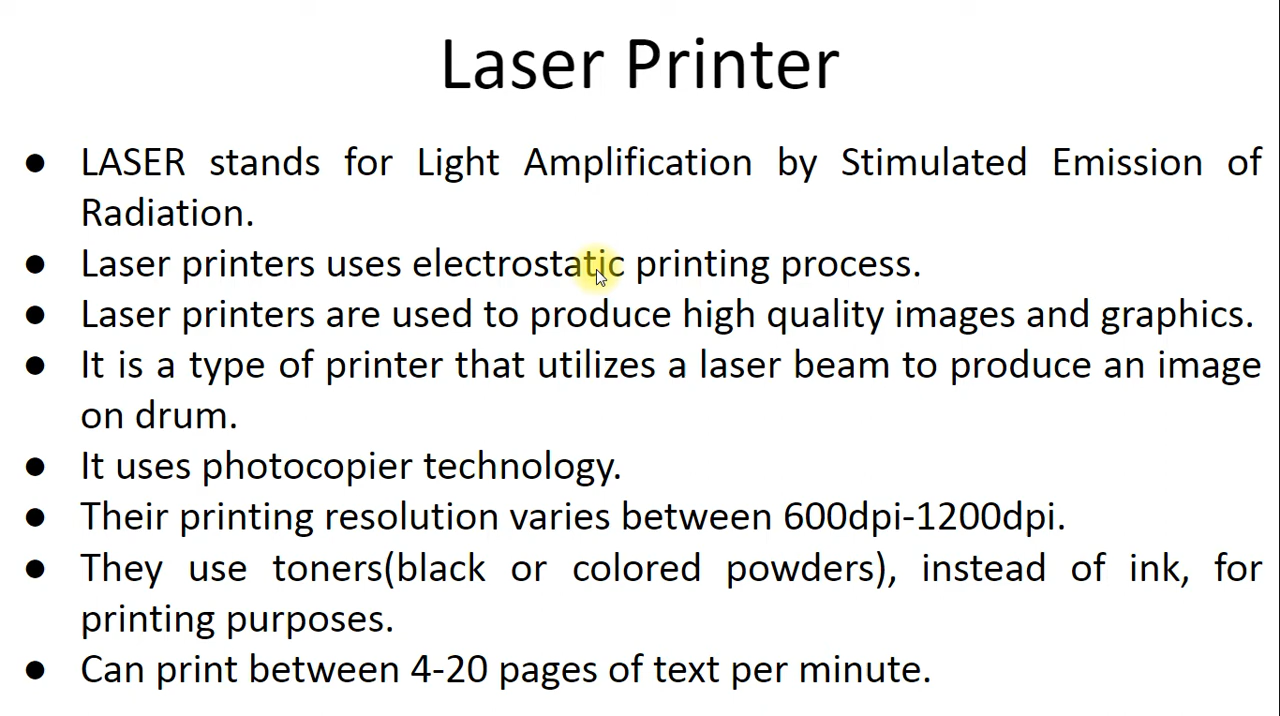 Laser Printer
● LASER stands for Light Amplification by Stimulated Emission of
Radiation.
● Laser printers uses electrostatic printing process.
● Laser printers are used to produce high quality images and graphics.
● It is a type of printer that utilizes a laser beam to produce an image
on drum.
● It uses photocopier technology.
● Their printing resolution varies between 600dpi-1200dpi.
● They use toners(black or colored powders), instead of ink, for
printing purposes.
● Can print between 4-20 pages of text per minute.